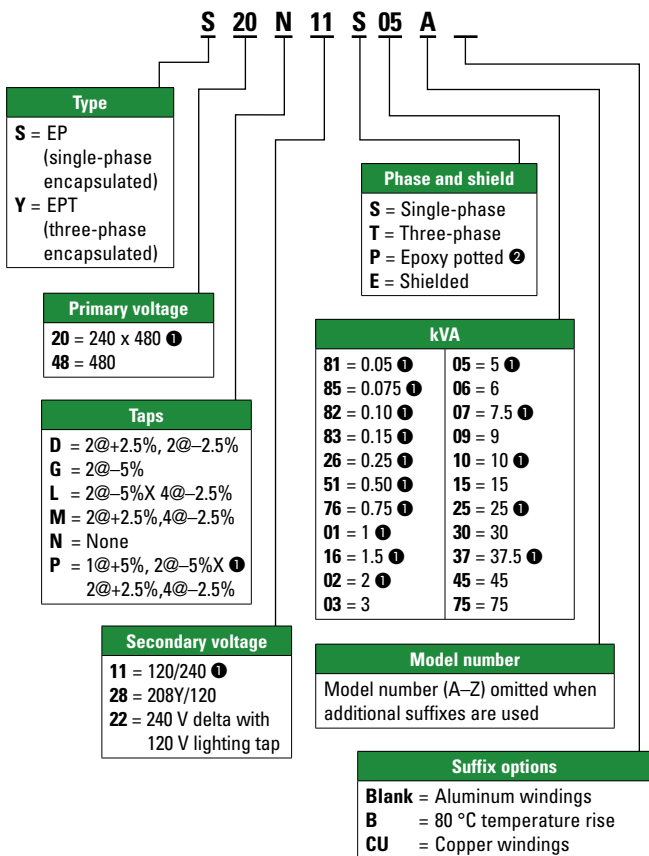 S 20 N 11 S 05 A _
Type
S = EP
(single-phase
encapsulated)
Y = EPT
(three-phase
encapsulated)
Primary voltage
20 = 240 x 480 ❶
48 = 480
Taps
D = 2@+2.5%, 2@–2.5%
G = 2@–5%
L = 2@–5%X 4@–2.5%
M = 2@+2.5%,4@–2.5%
N = None
P = 1@+5%, 2@–5%X ❶
2@+2.5%,4@–2.5%
Secondary voltage
11 = 120/240 ❶
28 = 208Y/120
22 = 240 V delta with
120 V lighting tap
Phase and shield
S = Single-phase
T = Three-phase
P = Epoxy potted ❷
E = Shielded
kVA
81 = 0.05 ❶
85 = 0.075 ❶
82 = 0.10 ❶
83 = 0.15 ❶
26 = 0.25 ❶
51 = 0.50 ❶
76 = 0.75 ❶
01 = 1 ❶
16 = 1.5 ❶
02 = 2 ❶
03 = 3
05 = 5 ❶
06 = 6
07 = 7.5 ❶
09 = 9
10 = 10 ❶
15 = 15
25 = 25 ❶
30 = 30
37 = 37.5 ❶
45 = 45
75 = 75
Model number
Model number (A–Z) omitted when
additional suffixes are used
Suffix options
Blank = Aluminum windings
B = 80 °C temperature rise
CU = Copper windings